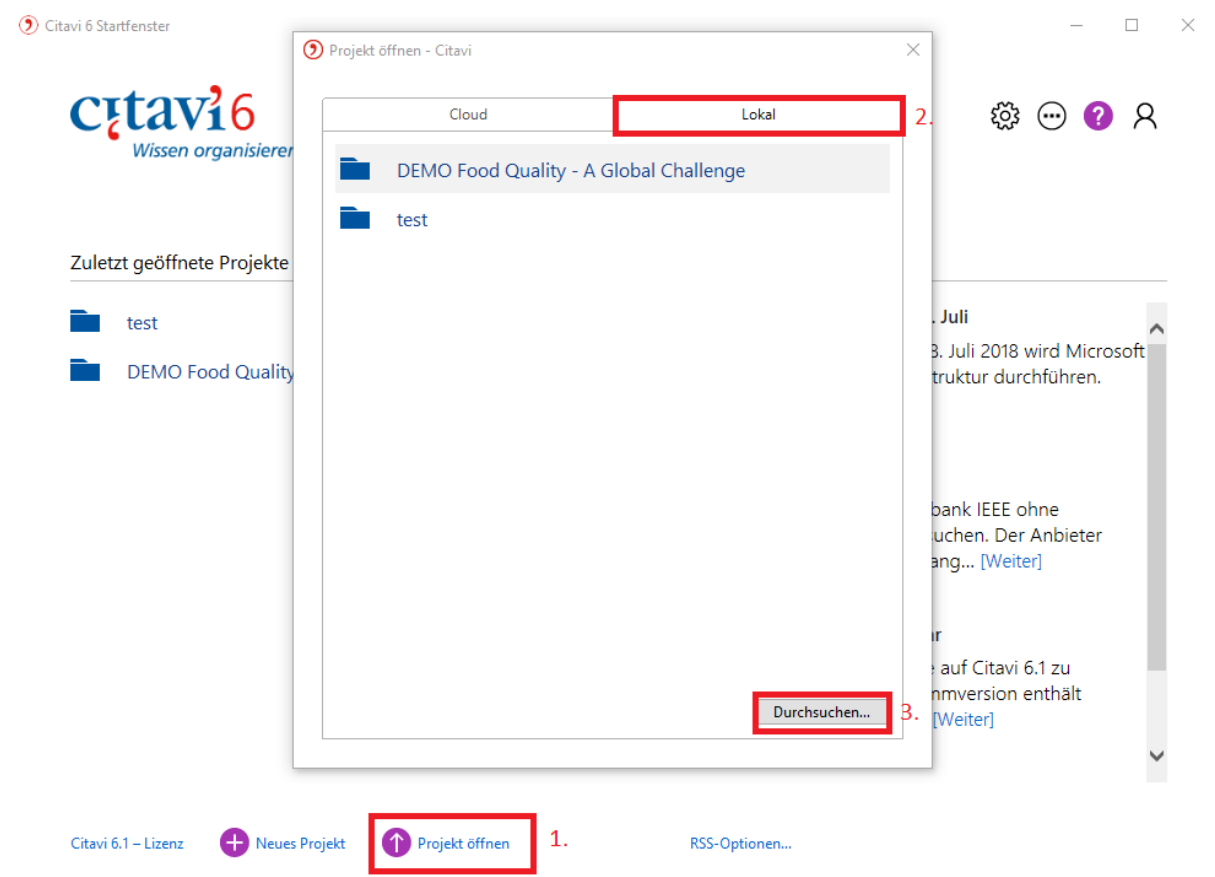 Citavi 6 Startfenster
Projekt öffnen - Citavi
citavi 6
Wissen organisieren
Cloud
Lokal
2.
DEMO Food Quality - A Global Challenge
test
Zuletzt geöffnete Projekte
test
DEMO Food Quality
. Juli
8. Juli 2018 wird Microsoft
truktur durchführen.
bank IEEE ohne
uchen. Der Anbieter
ang... [Weiter]
e auf Citavi 6.1 zu
mmversion enthält
[Weiter]
Durchsuchen...
3.
Citavi 6.1 – Lizenz
Neues Projekt
Projekt öffnen
1.
RSS-Optionen...